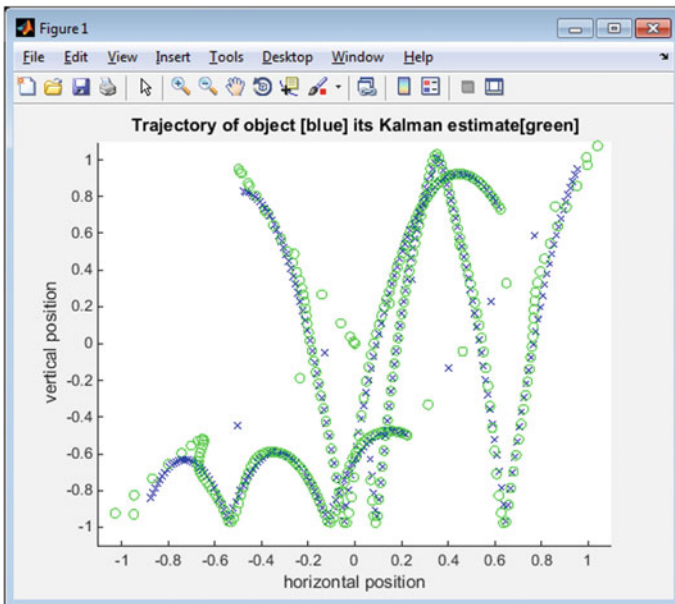 Figure 1
File Edit View Insert Tools Desktop Window Help
Trajectory of object [blue] its Kalman estimate[green]
1
0.8
0.6
0.4
0.2
0
-0.2
-0.4
-0.6
-0.8
-1
vertical position
-1 -0.8 -0.6 -0.4 -0.2 0 0.2 0.4 0.6 0.8 1
horizontal position